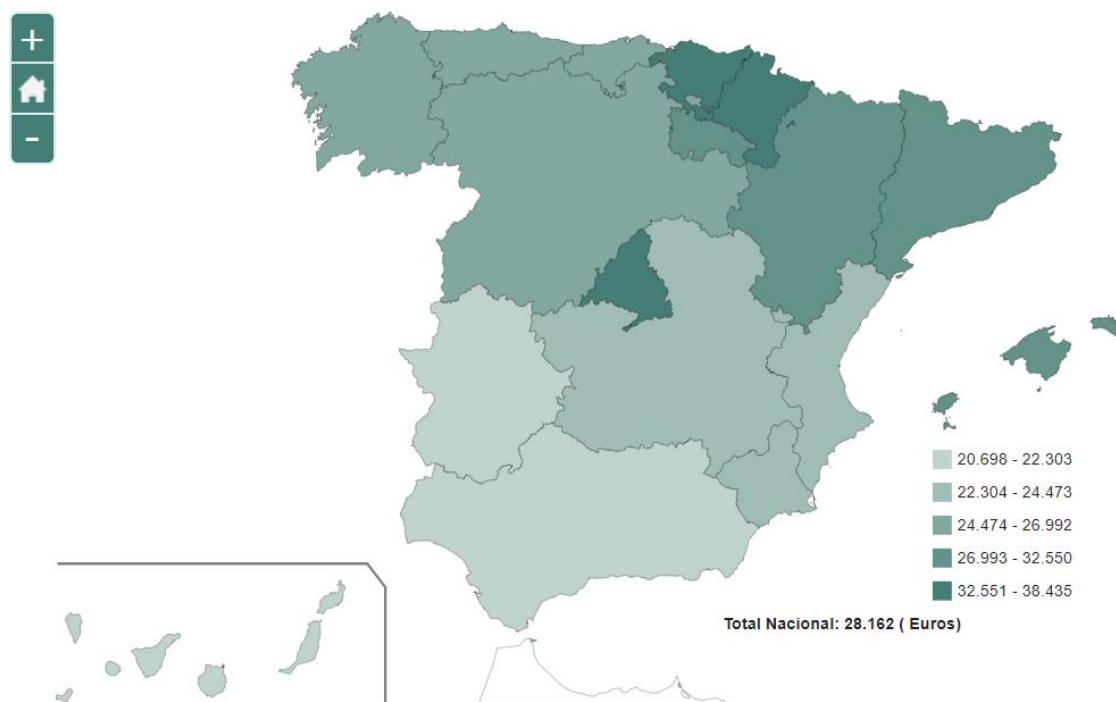 +
-
20.698 - 22.303
22.304 - 24.473
24.474 - 26.992
26.993 - 32.550
32.551 - 38.435
Total Nacional: 28.162 ( Euros)